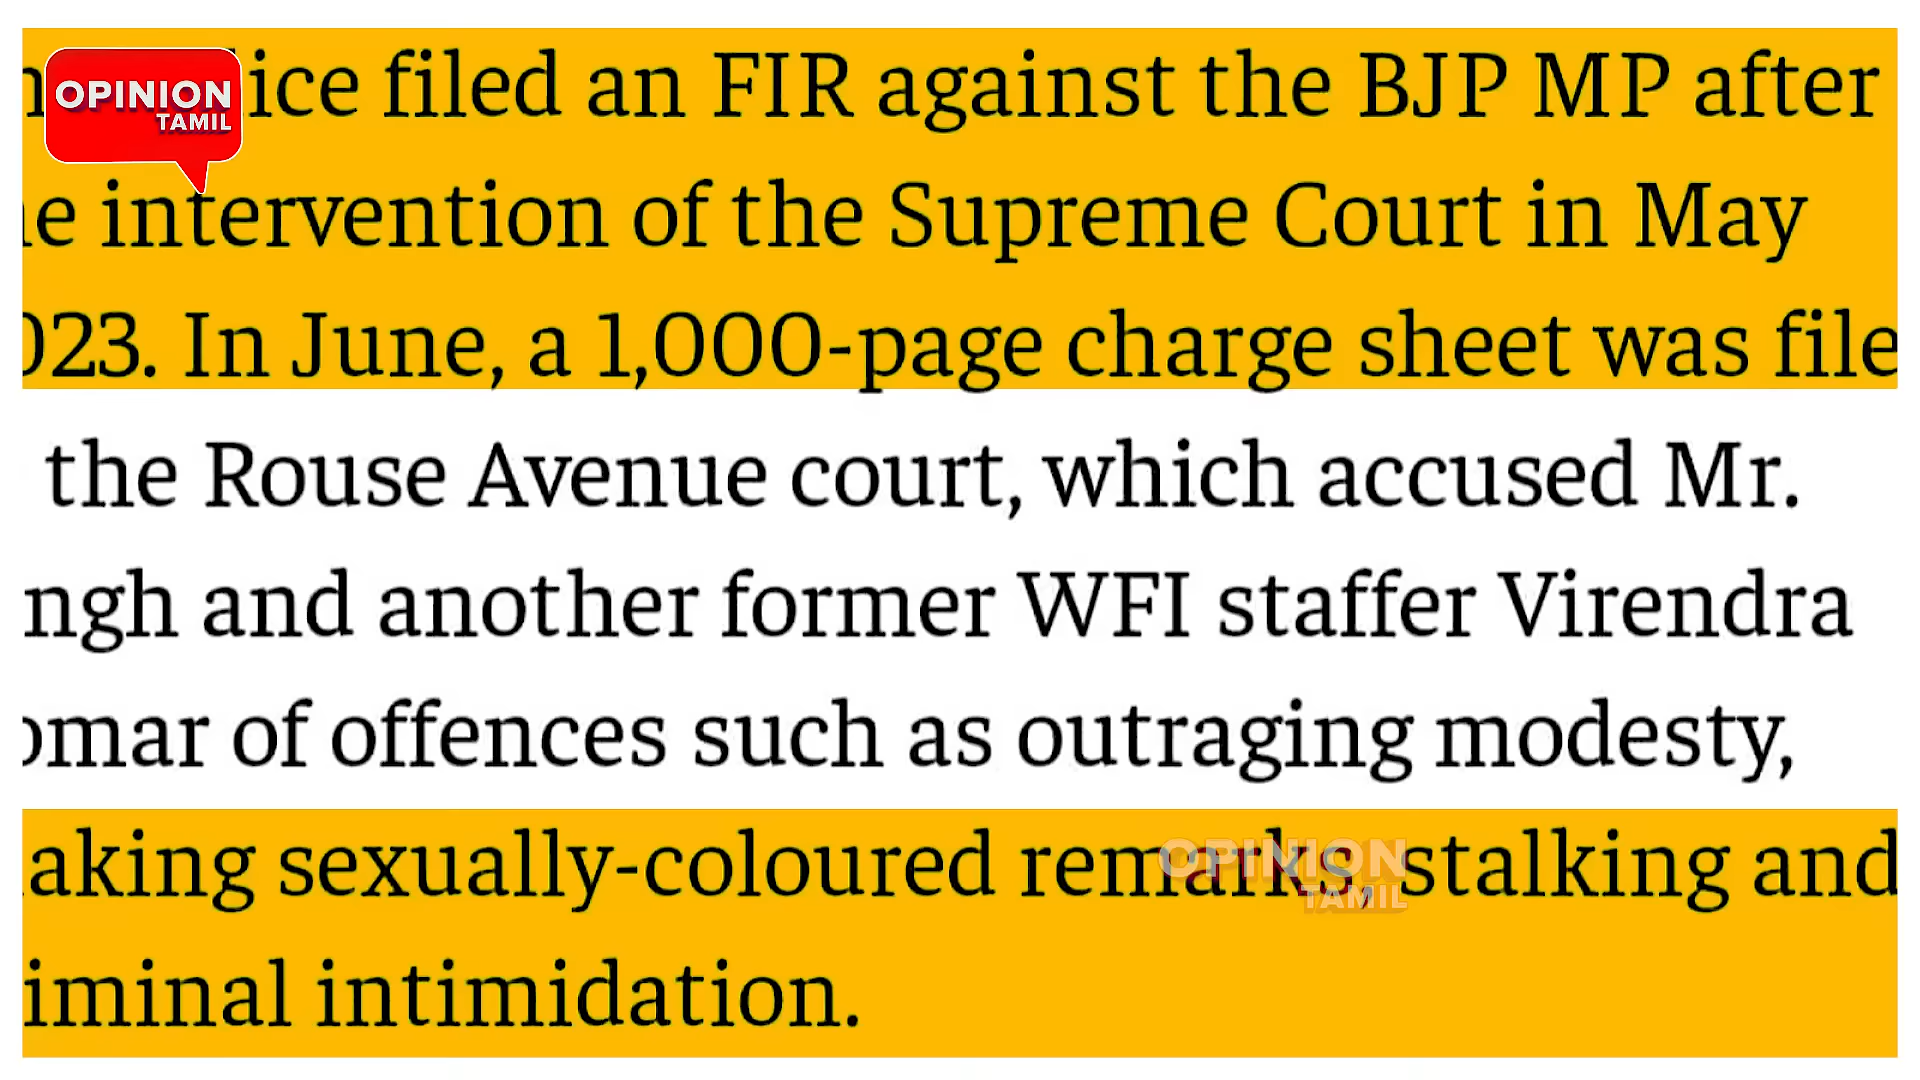 OPINION
TAMIL
filed an FIR against the BJP MP after
intervention of the Supreme Court in May
023. In June, a 1,000-page charge sheet was file
the Rouse Avenue court, which accused Mr.
ngh and another former WFI staffer Virendra
omar of offences such as outraging modesty,
aking sexually-coloured remarks, stalking and
OPINION
TAMIL
iminal intimidation.